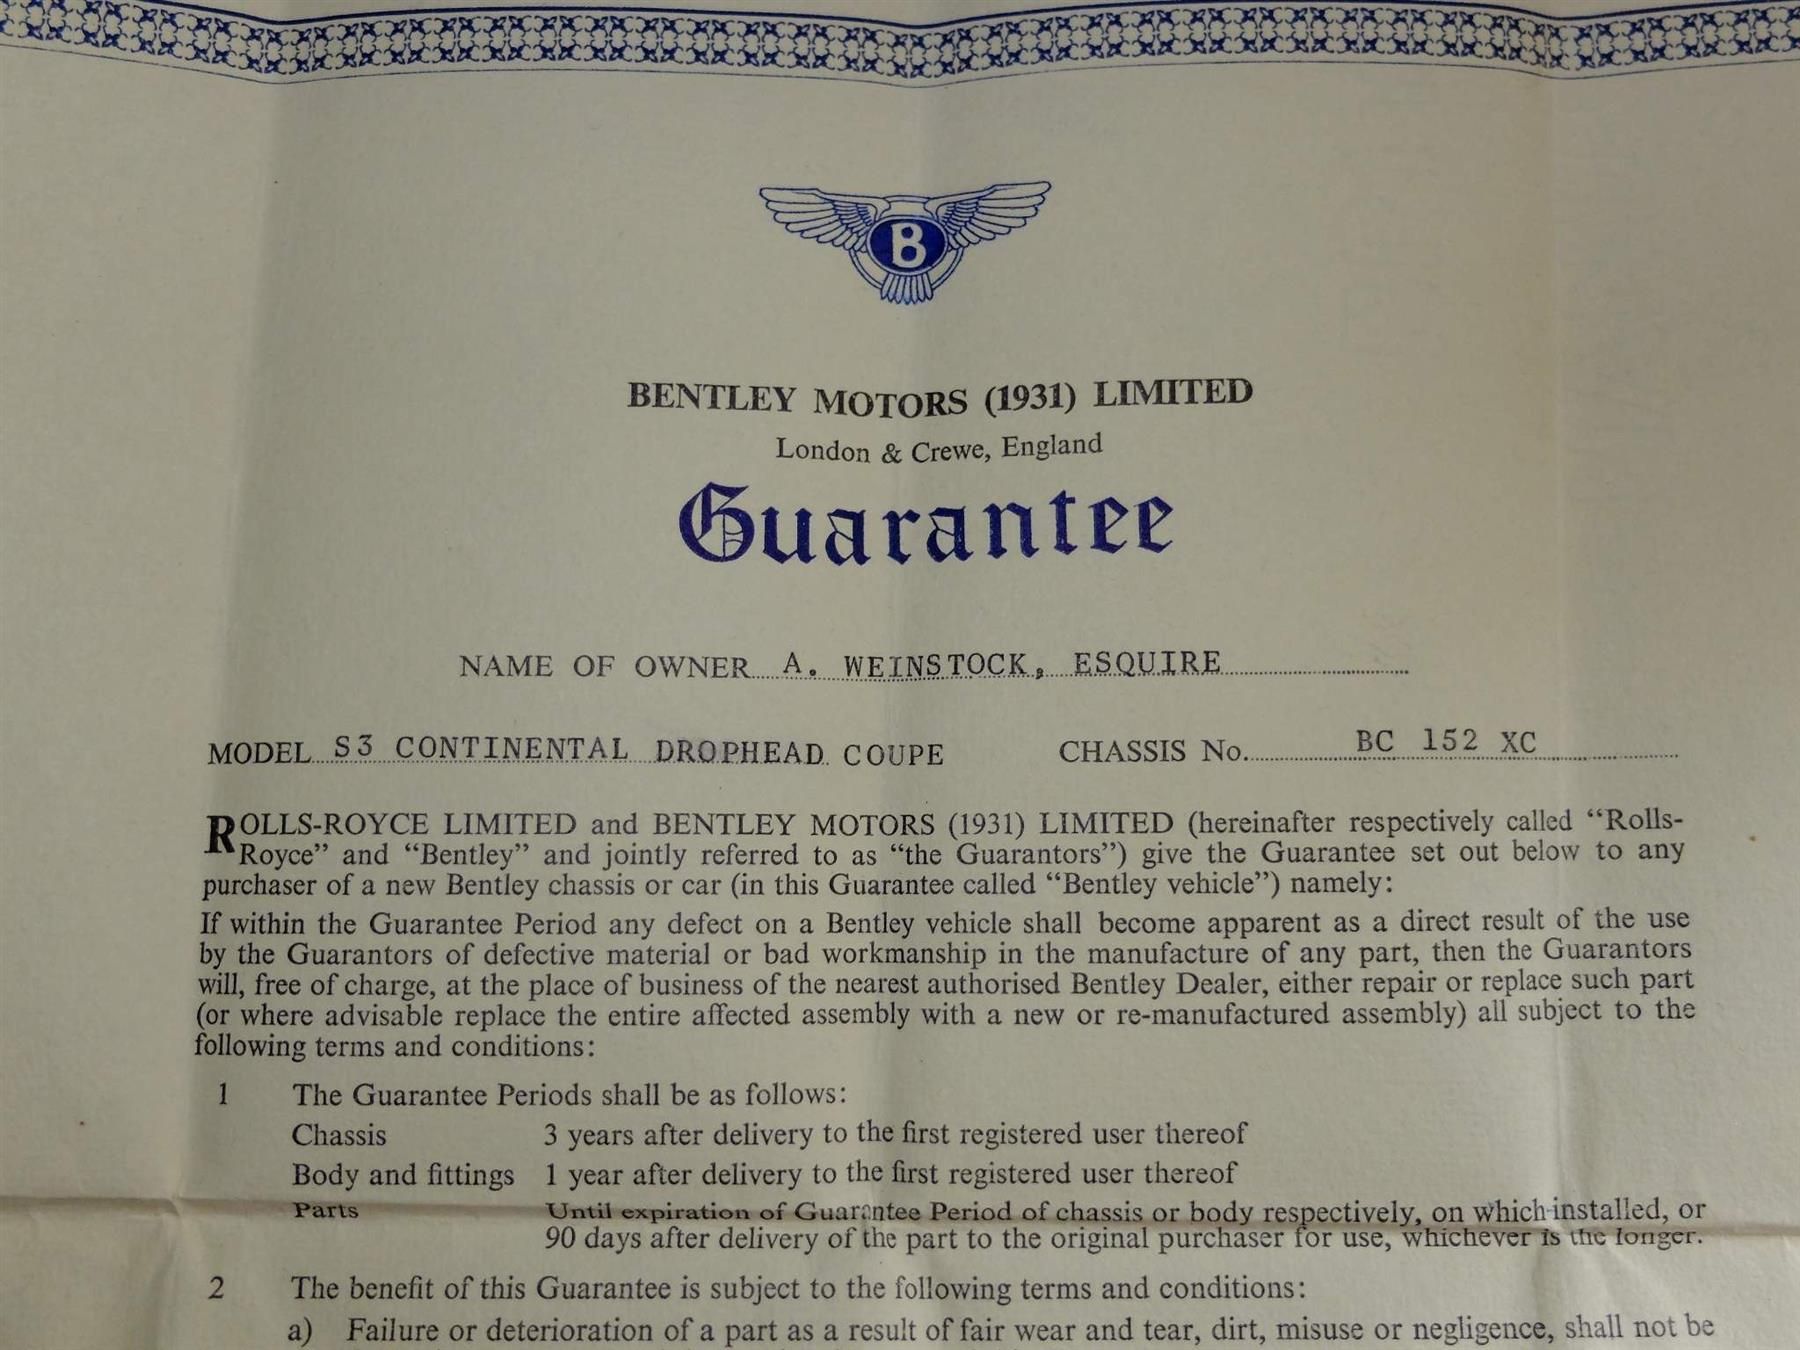 B
BENTLEY MOTORS (1931) LIMITED
London & Crewe, England
Guarantee
NAME OF OWNER A. WEINSTOCK, ESQUIRE
MODEL S3 CONTINENTAL DROPHEAD COUPE CHASSIS No. BC 152 XC
ROLLS-ROYCE LIMITED and BENTLEY MOTORS (1931) LIMITED (hereinafter respectively called "Rolls-
Royce" and "Bentley" and jointly referred to as "the Guarantors") give the Guarantee set out below to any
purchaser of a new Bentley chassis or car (in this Guarantee called "Bentley vehicle") namely:
If within the Guarantee Period any defect on a Bentley vehicle shall become apparent as a direct result of the use
by the Guarantors of defective material or bad workmanship in the manufacture of any part, then the Guarantors
will, free of charge, at the place of business of the nearest authorised Bentley Dealer, either repair or replace such part
(or where advisable replace the entire affected assembly with a new or re-manufactured assembly) all subject to the
following terms and conditions:
1 The Guarantee Periods shall be as follows:
Chassis 3 years after delivery to the first registered user thereof
Body and fittings 1 year after delivery to the first registered user thereof
Parts Until expiration of Guarantee Period of chassis or body respectively, on which installed, or
90 days after delivery of the part to the original purchaser for use, whichever is the longer.
2 The benefit of this Guarantee is subject to the following terms and conditions:
a) Failure or deterioration of a part as a result of fair wear and tear, dirt, misuse or negligence, shall not be